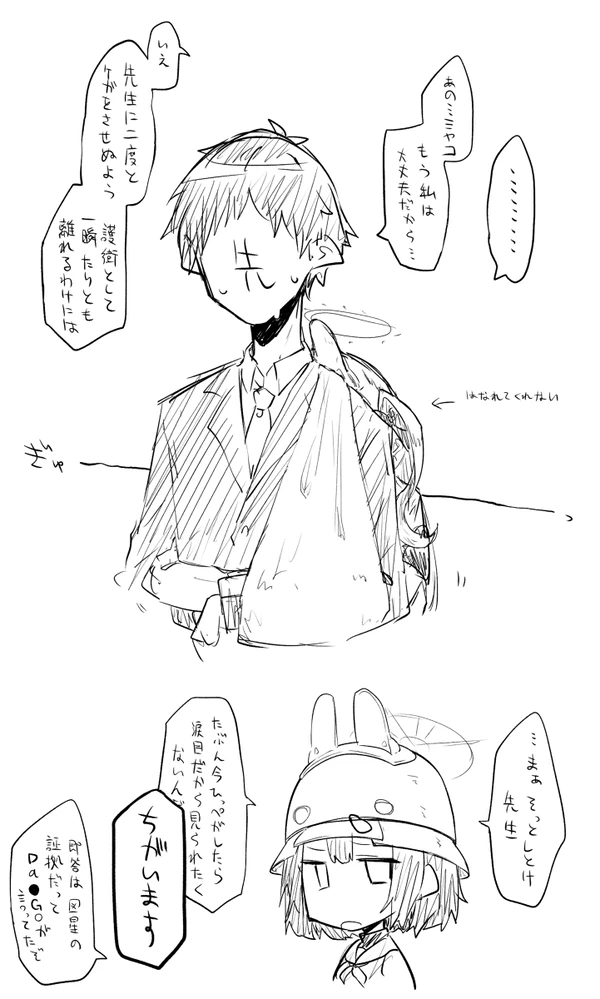 …………
あの…ミヤコ
もう私は
大丈夫だから…
いえ
先生に二度と
ケガをさせぬよう
護衛として
一瞬たりとも
離れるわけには
先
はなれてくれない
ぎゅ
…まぁ そっとしとけ
先生
たぶん今ひっぺがしたら
涙目だから見られたく
ないんだ
ちがいます
即答は 図星の
証拠だって
Da●Goが
言ってたぞ